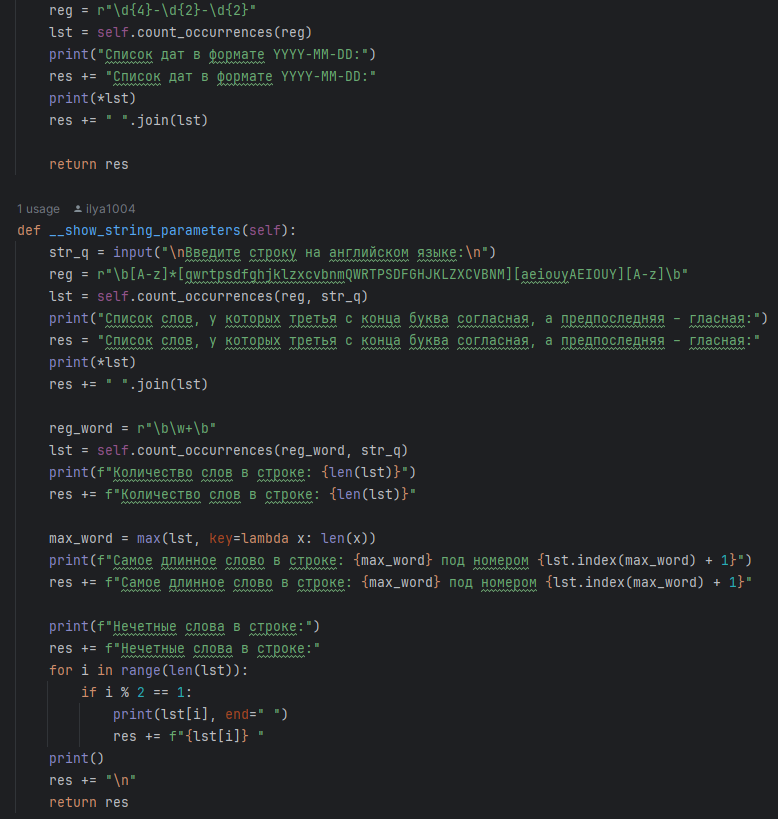 reg = r"\d{4}-\d{2}-\d{2}"
lst = self.count_occurrences(reg)
print("Список дат в формате YYYY-MM-DD:")
res += "Список дат в формате YYYY-MM-DD:"
print(*lst)
res += " ".join(lst)
return res
1 usage ilya1004
def __show_string_parameters(self):
str_q = input("\nВведите строку на английском языке:\n")
reg = r"\b[A-z]*[qwrtpsdfghjklzxcvbnmQWRTPSDFGHJKLZXCVBNM][aeiouyAEIOUY][A-z]\b"
lst = self.count_occurrences(reg, str_q)
print("Список слов, у которых третья с конца буква согласная, а предпоследняя – гласная:")
res = "Список слов, у которых третья с конца буква согласная, а предпоследняя – гласная:"
print(*lst)
res += " ".join(lst)
reg_word = r"\b\w+\b"
lst = self.count_occurrences(reg_word, str_q)
print(f"Количество слов в строке: {len(lst)}")
res += f"Количество слов в строке: {len(lst)}"
max_word = max(lst, key=lambda x: len(x))
print(f"Самое длинное слово в строке: {max_word} под номером {lst.index(max_word) + 1}")
res += f"Самое длинное слово в строке: {max_word} под номером {lst.index(max_word) + 1}"
print(f"Нечетные слова в строке:")
res += f"Нечетные слова в строке:"
for i in range(len(lst)):
if i % 2 == 1:
print(lst[i], end=" ")
res += f"{lst[i]} "
print()
res += "\n"
return res